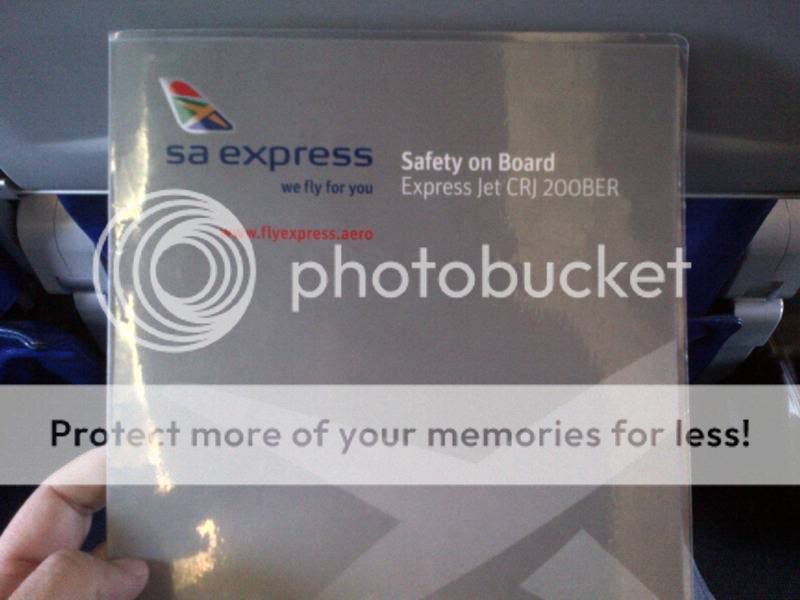 sa express
we fly for you
www.flyexpress.aero
Safety on Board
Express Jet CRJ 200BER
photobucket
Protect more of your memories for less!